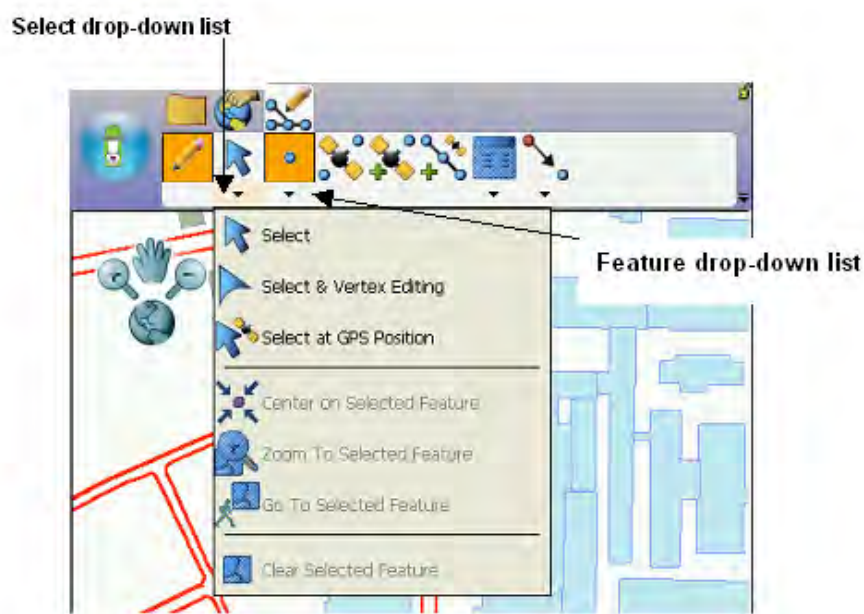 Select drop-down list
Select
Select & Vertex Editing
Feature drop-down list
Select at GPS Position
Center on Selected Feature
Zoom To Selected Feature
Go To Selected Feature
Clear Selected Feature